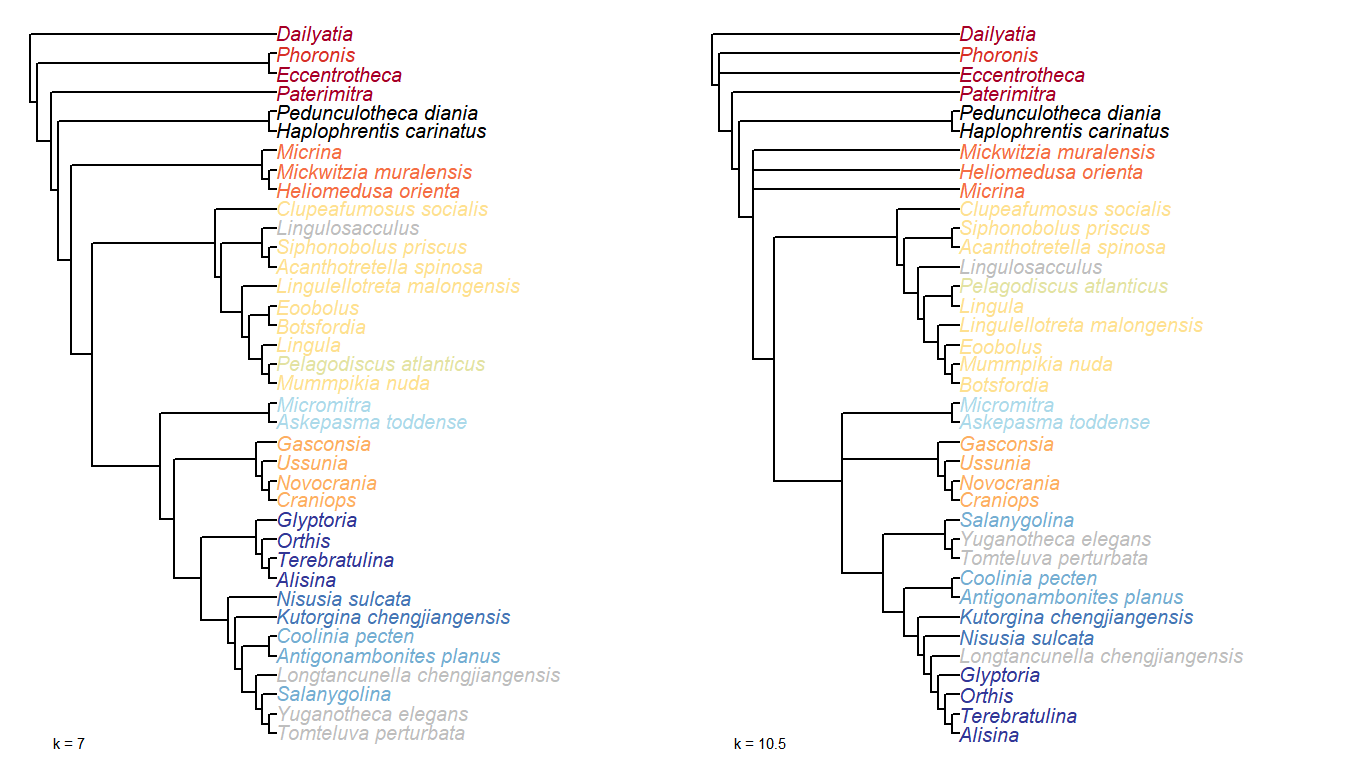 Dailyatia
Phoronis
Eccentrotheca
Paterimitra
Pedunculotheca diania
Haplophrentis carinatus
Micrina
Mickwitzia muralensis
Heliomedusa orienta
Clupeafumosus socialis
Lingulosacculus
Siphonobolus priscus
Acanthotretella spinosa
Lingulellotreta malongensis
Eoobolus
Botsfordia
Lingula
Pelagodiscus atlanticus
Mummpikia nuda
Micromitra
Askepasma toddense
Gasconsia
Ussunia
Novocrania
Craniops
Glyptoria
Orthis
Terebratulina
Alisina
Nisusia sulcata
Kutorgina chengjiangensis
Coolinia pecten
Antigonambonites planus
Longtancunella chengjiangensis
Salanygolina
Yuganotheca elegans
Tomteluva perturbata
k = 7
Dailyatia
Phoronis
Eccentrotheca
Paterimitra
Pedunculotheca diania
Haplophrentis carinatus
Mickwitzia muralensis
Heliomedusa orienta
Micrina
Clupeafumosus socialis
Siphonobolus priscus
Acanthotretella spinosa
Lingulosacculus
Pelagodiscus atlanticus
Lingula
Lingulellotreta malongensis
Eoobolus
Mummpikia nuda
Botsfordia
Micromitra
Askepasma toddense
Gasconsia
Ussunia
Novocrania
Craniops
Salanygolina
Yuganotheca elegans
Tomteluva perturbata
Coolinia pecten
Antigonambonites planus
Kutorgina chengjiangensis
Nisusia sulcata
Longtancunella chengjiangensis
Glyptoria
Orthis
Terebratulina
Alisina
k = 10.5